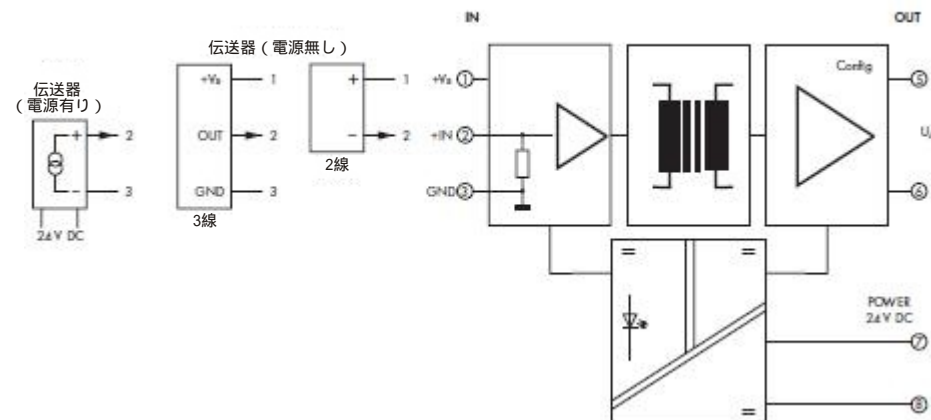 IN
OUT
伝送器（電源無し）
伝送器
（電源有り）
+
2
-
3
24V DC
+Vs
1
OUT
2
GND
3
3線
+
1
-
2
2線
+Vs ①
+IN ②
GND ③
Config
⑤
⑥
=
=
=
POWER
24V DC
⑦
⑧